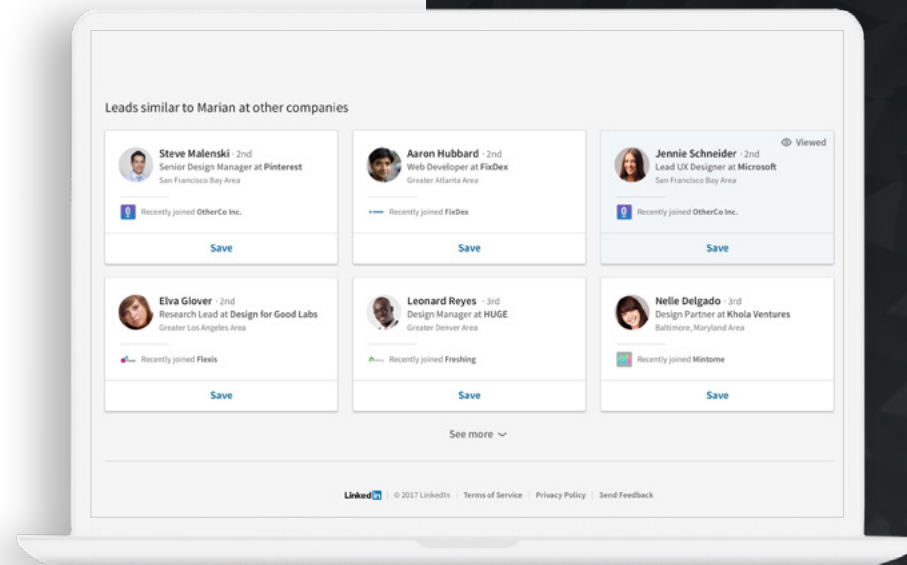 Leads similar to Marian at other companies
Steve Malenski · 2nd
Senior Design Manager at Pinterest
San Francisco Bay Area
Recently joined OtherCo Inc.
Save
Aaron Hubbard · 2nd
Web Developer at FixDex
Greater Atlanta Area
Recently joined FixDex
Save
Viewed
Jennie Schneider · 2nd
Lead UX Designer at Microsoft
San Francisco Bay Area
Recently joined OtherCo Inc.
Save
Elva Glover · 2nd
Research Lead at Design for Good Labs
Greater Los Angeles Area
Recently joined Flexis
Save
Leonard Reyes · 3rd
Design Manager at HUGE
Greater Denver Area
Recently joined Freshing
Save
Nelle Delgado · 3rd
Design Partner at Khola Ventures
Baltimore, Maryland Area
Recently joined Mintome
Save
See more
Linked in | © 2017 LinkedIn | Terms of Service | Privacy Policy | Send Feedback